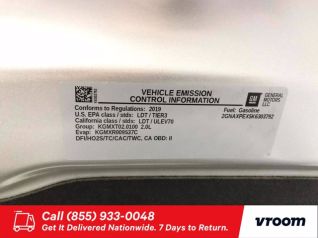 VEHICLE EMISSION
CONTROL INFORMATION
Conforms to Regulations: 2019
U.S. EPA class / stds: LDT / TIER3
California class / stds: LDT / ULEV70
Group: KGMXT02.0100 2.0L
Evap: KGMXR0095
DFI/HO2S/TC/CAC/TWC, CA OBD: II
GM
GENERAL
MOTORS
LLC
Fuel: Gasoline
Call (855) 933-0048
Get it Delivered Nationwide. 7 Days to Return.
vroom